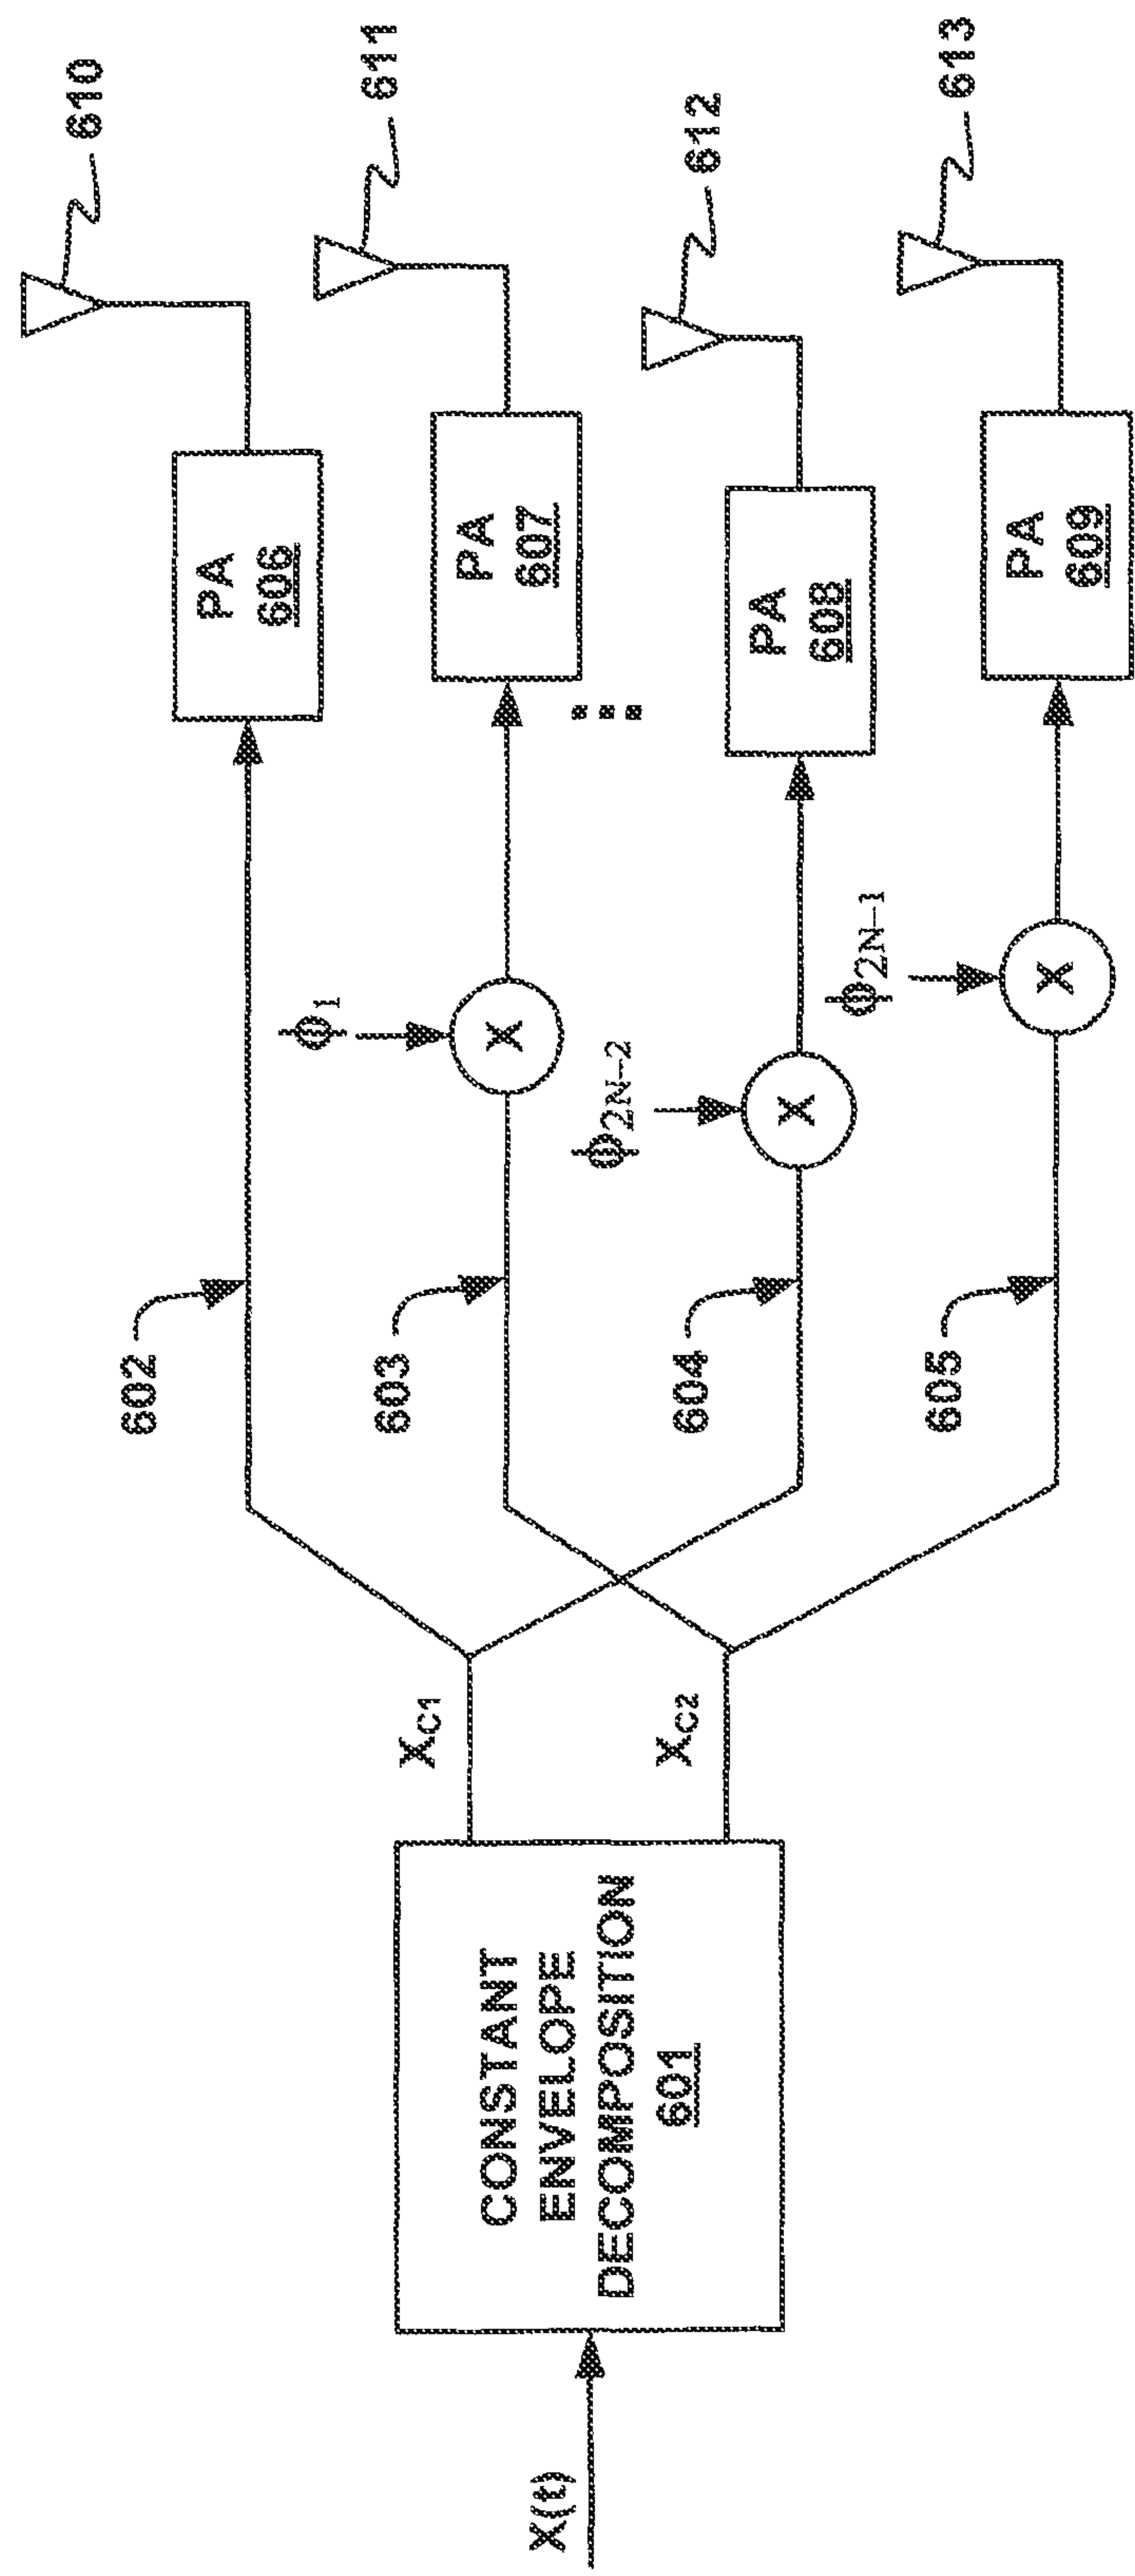 X(t)
CONSTANT
ENVELOPE
DECOMPOSITION
601
XC1
XC2
602
603
604
605
ϕ1
ϕ2N-2
ϕ2N-1
X
X
X
PA
606
PA
607
...
PA
608
PA
609
610
611
612
613